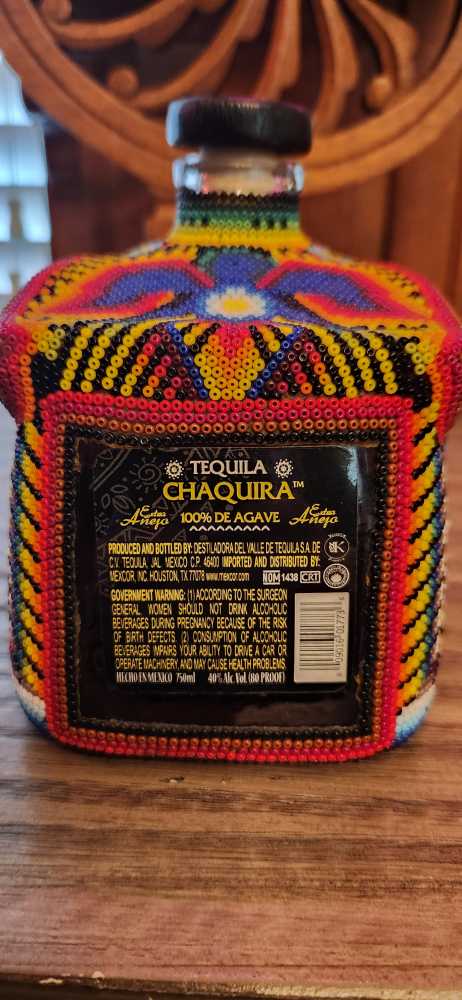 TEQUILA
CHAQUIRA™
Extra Añejo 100% DE AGAVE Extra Añejo
PRODUCED AND BOTTLED BY: DESTILADORA DEL VALLE DE TEQUILA S.A. DE
C.V. TEQUILA, JAL. MEXICO C.P. 46400 IMPORTED AND DISTRIBUTED BY:
MEXCOR, INC. HOUSTON, TX 77078 www.mexcor.com NOM 1438 CRT
K
GOVERNMENT WARNING: (1) ACCORDING TO THE SURGEON
GENERAL, WOMEN SHOULD NOT DRINK ALCOHOLIC
BEVERAGES DURING PREGNANCY BECAUSE OF THE RISK
OF BIRTH DEFECTS. (2) CONSUMPTION OF ALCOHOLIC
BEVERAGES IMPAIRS YOUR ABILITY TO DRIVE A CAR OR
OPERATE MACHINERY, AND MAY CAUSE HEALTH PROBLEMS.
HECHO EN MEXICO 750ml 40% Alc. Vol. (80 PROOF)